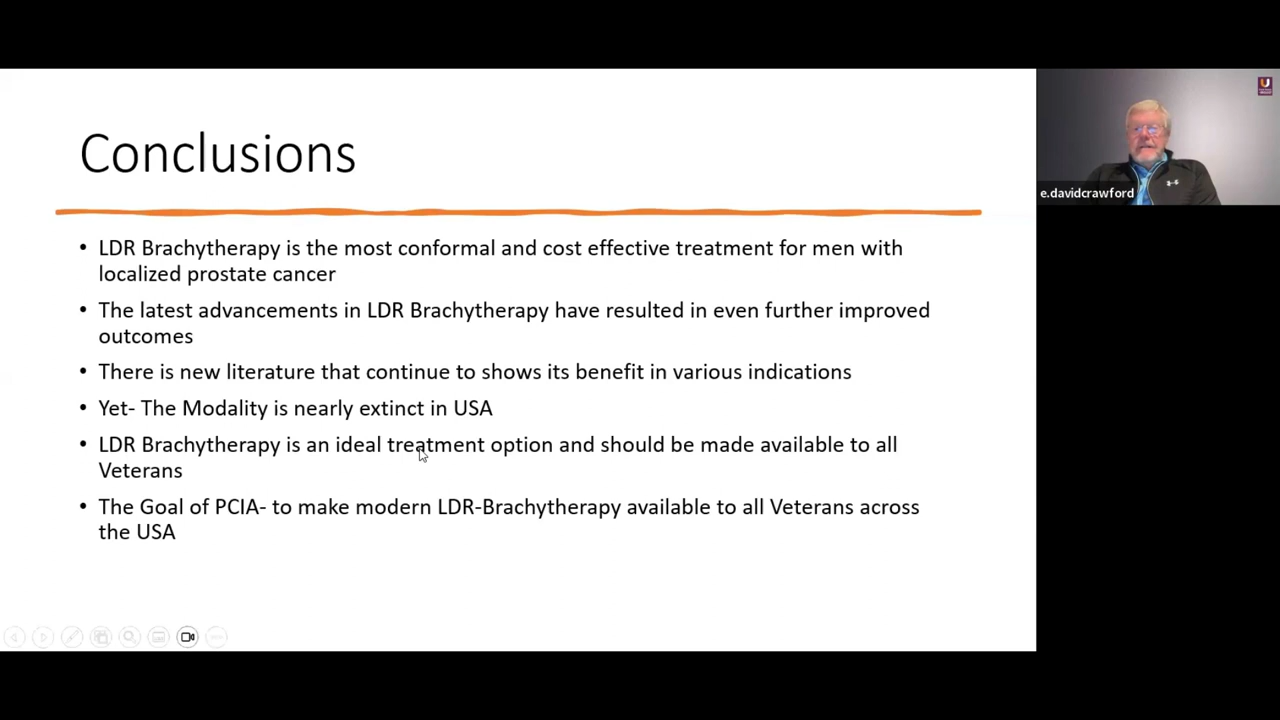 Conclusions
• LDR Brachytherapy is the most conformal and cost effective treatment for men with
localized prostate cancer
• The latest advancements in LDR Brachytherapy have resulted in even further improved
outcomes
• There is new literature that continue to shows its benefit in various indications
• Yet- The Modality is nearly extinct in USA
• LDR Brachytherapy is an ideal treatment option and should be made available to all
Veterans
• The Goal of PCIA- to make modern LDR-Brachytherapy available to all Veterans across
the USA
e.davidcrawford